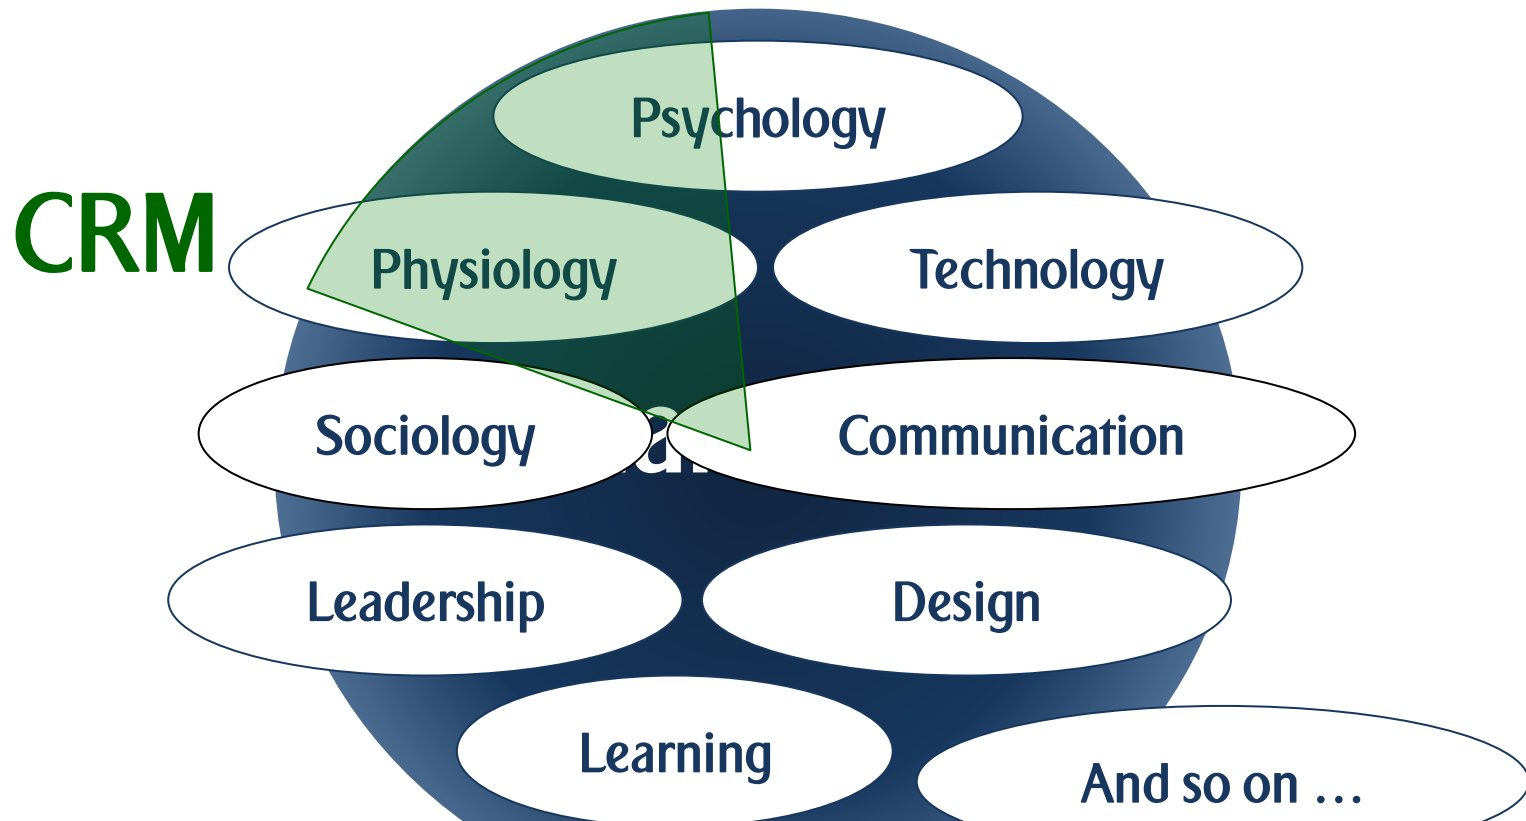 Psychology
CRM
Physiology
Technology
Sociology
Communication
Leadership
Design
Learning
And so on …